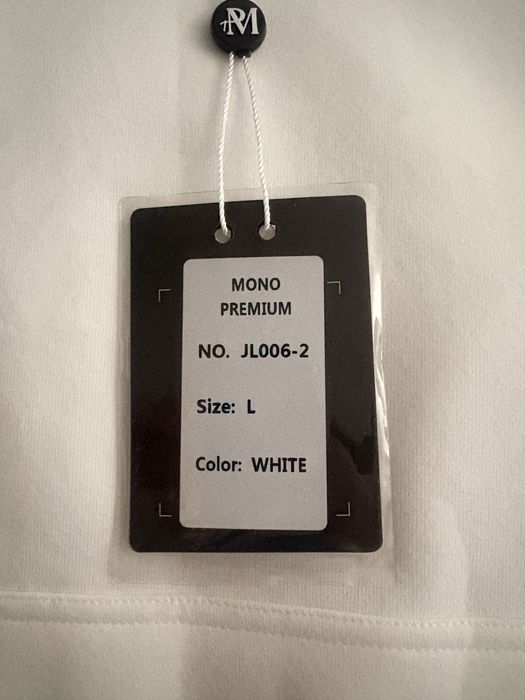 MONO
PREMIUM
NO. JL006-2
Size: L
Color: WHITE